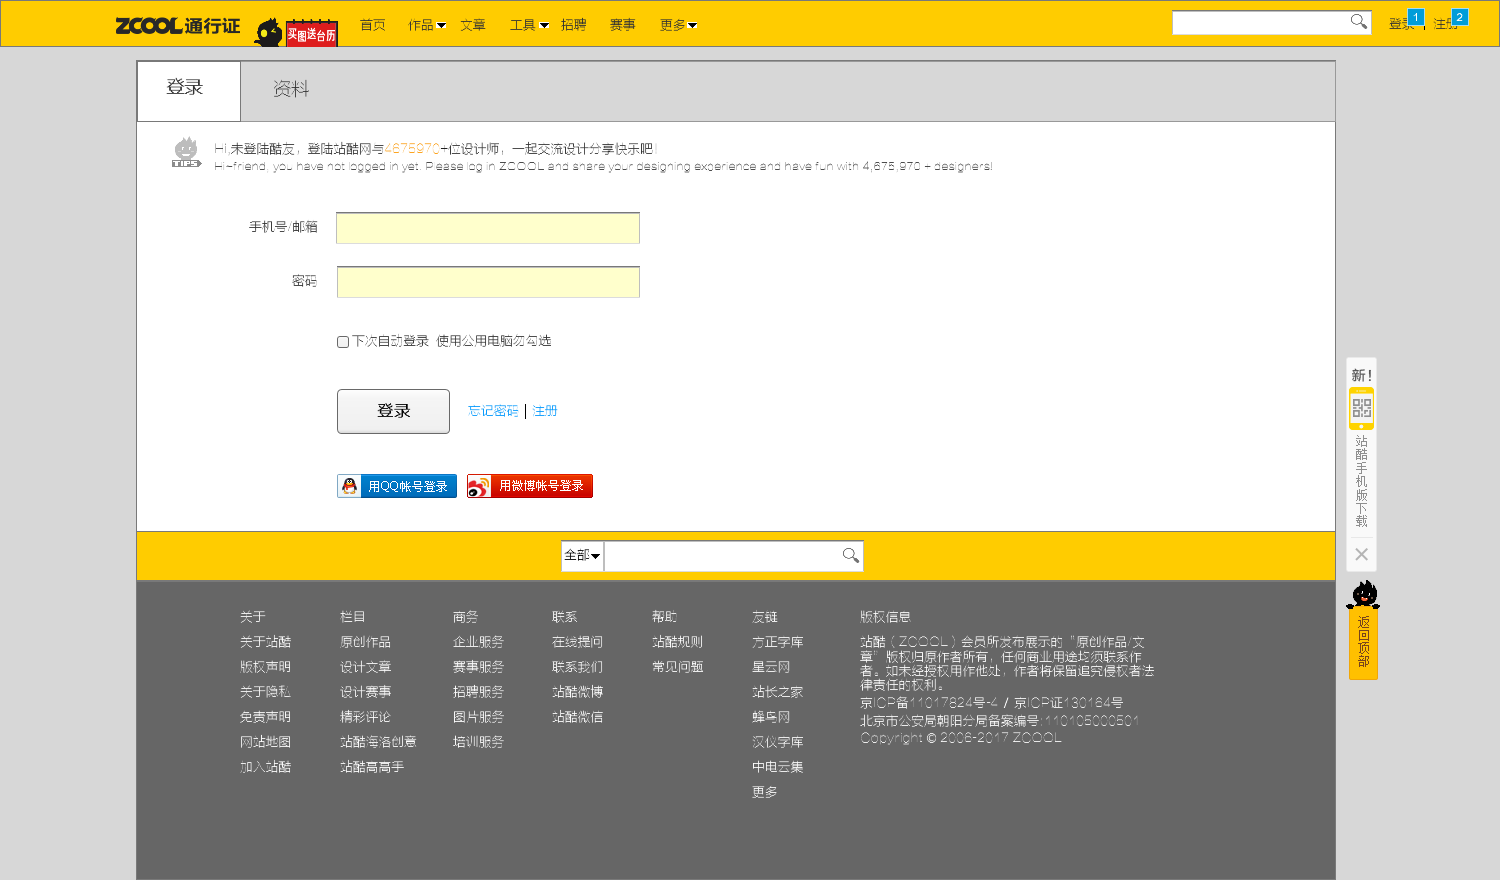 ZCOOL通行证
买图送台历
首页 作品 文章 工具 招聘 赛事 更多
登录 1 注册 2
登录
资料
TIPS
Hi,未登陆酷友，登陆站酷网与4675970+位设计师，一起交流设计分享快乐吧!
Hi~friend, you have not logged in yet. Please log in ZCOOL and share your designing experience and have fun with 4,675,970 + designers!
手机号/邮箱
密码
下次自动登录 使用公用电脑勿勾选
登录
忘记密码 | 注册
用QQ帐号登录
用微博帐号登录
新!
站酷手机版下载
返回顶部
全部
关于
关于站酷
版权声明
关于隐私
免责声明
网站地图
加入站酷
栏目
原创作品
设计文章
设计赛事
精彩评论
站酷海洛创意
站酷高高手
商务
企业服务
赛事服务
招聘服务
图片服务
培训服务
联系
在线提问
联系我们
站酷微博
站酷微信
帮助
站酷规则
常见问题
友链
方正字库
星云网
站长之家
蜂鸟网
汉仪字库
中电云集
更多
版权信息
站酷（ZCOOL）会员所发布展示的“原创作品/文
章”版权归原作者所有，任何商业用途均须联系作
者。如未经授权用作他处，作者将保留追究侵权者法
律责任的权利。
京ICP备11017824号-4 / 京ICP证130164号
北京市公安局朝阳分局备案编号:110105000501
Copyright © 2006-2017 ZCOOL